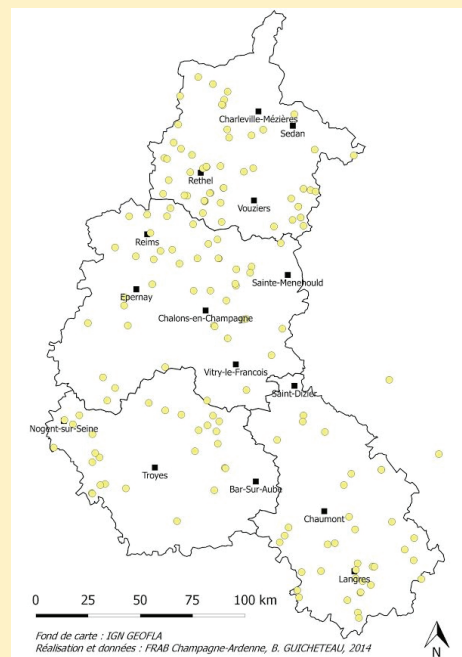 Charleville-Mézières
Sedan
Rethel
Vouziers
Reims
Sainte-Menehould
Epernay
Chalons-en-Champagne
Vitry-le-Francois
Saint-Dizier
Nogent-sur-Seine
Troyes
Bar-Sur-Aube
Chaumont
Langres
0 25 50 75 100 km
N
Fond de carte : IGN GEOFLA
Réalisation et données : FRAB Champagne-Ardenne, B. GUICHETEAU, 2014